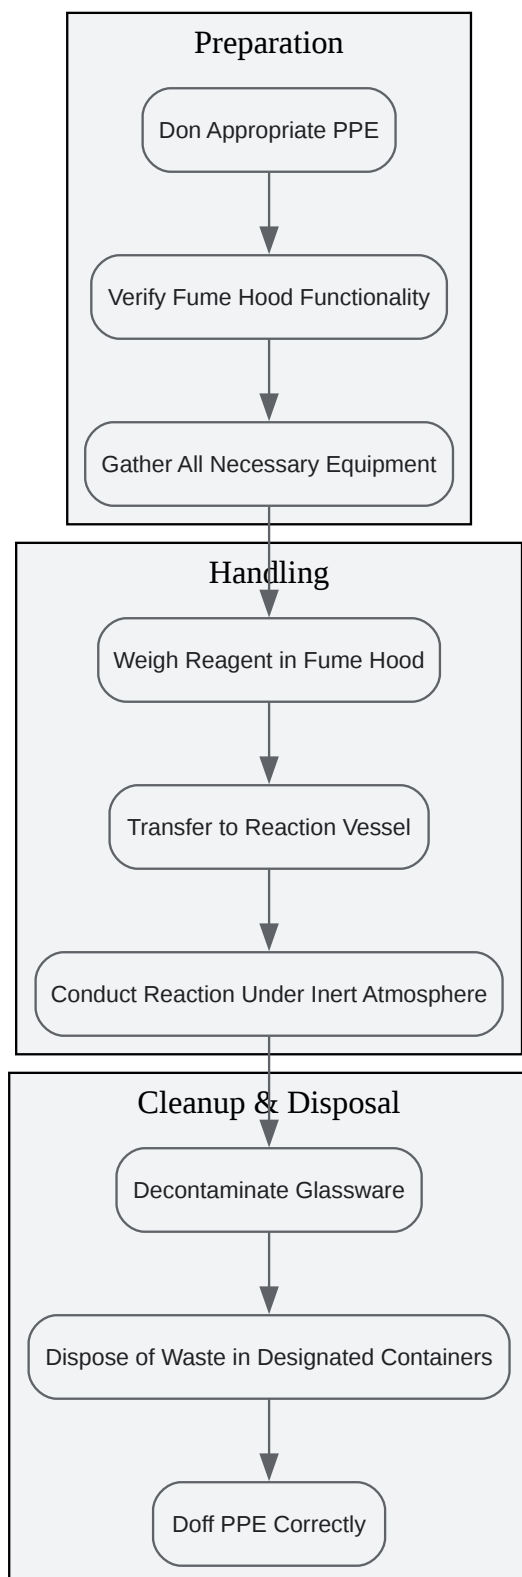 Preparation
Don Appropriate PPE
Verify Fume Hood Functionality
Gather All Necessary Equipment
Handling
Weigh Reagent in Fume Hood
Transfer to Reaction Vessel
Conduct Reaction Under Inert Atmosphere
Cleanup & Disposal
Decontaminate Glassware
Dispose of Waste in Designated Containers
Doff PPE Correctly